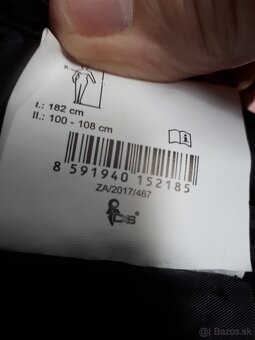 I.: 182 cm
II.: 100 - 108 cm
8 591940 152185
ZA/2017/467
CXS®
Bazos.sk